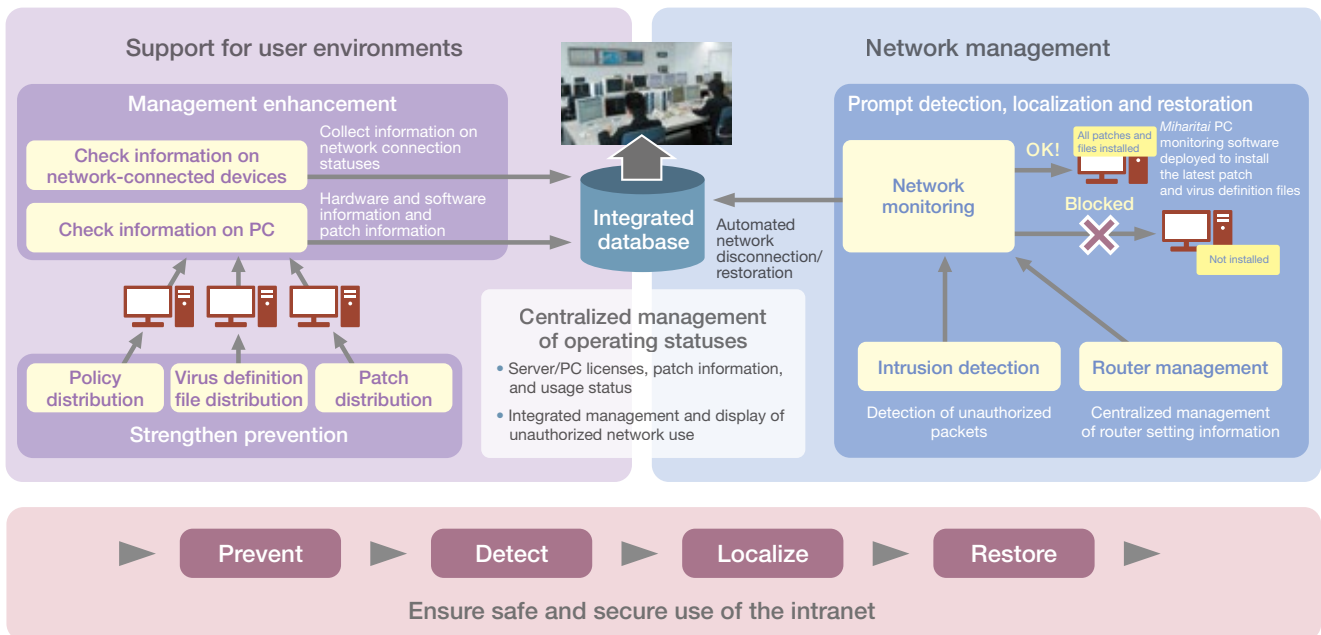 Support for user environments
Management enhancement
Check information on
network-connected devices
Collect information on
network connection
statuses
Check information on PC
Hardware and software
information and
patch information
Policy
distribution
Virus definition
file distribution
Patch
distribution
Strengthen prevention
Integrated
database
Centralized management
of operating statuses
• Server/PC licenses, patch information,
and usage status
• Integrated management and display of
unauthorized network use
Network management
Automated
network
disconnection/
restoration
Prompt detection, localization and restoration
Network
monitoring
OK!
All patches and
files installed
Miharitai PC
monitoring software
deployed to install
the latest patch
and virus definition files
Blocked
Not installed
Intrusion detection
Detection of unauthorized
packets
Router management
Centralized management
of router setting information
Prevent
Detect
Localize
Restore
Ensure safe and secure use of the intranet